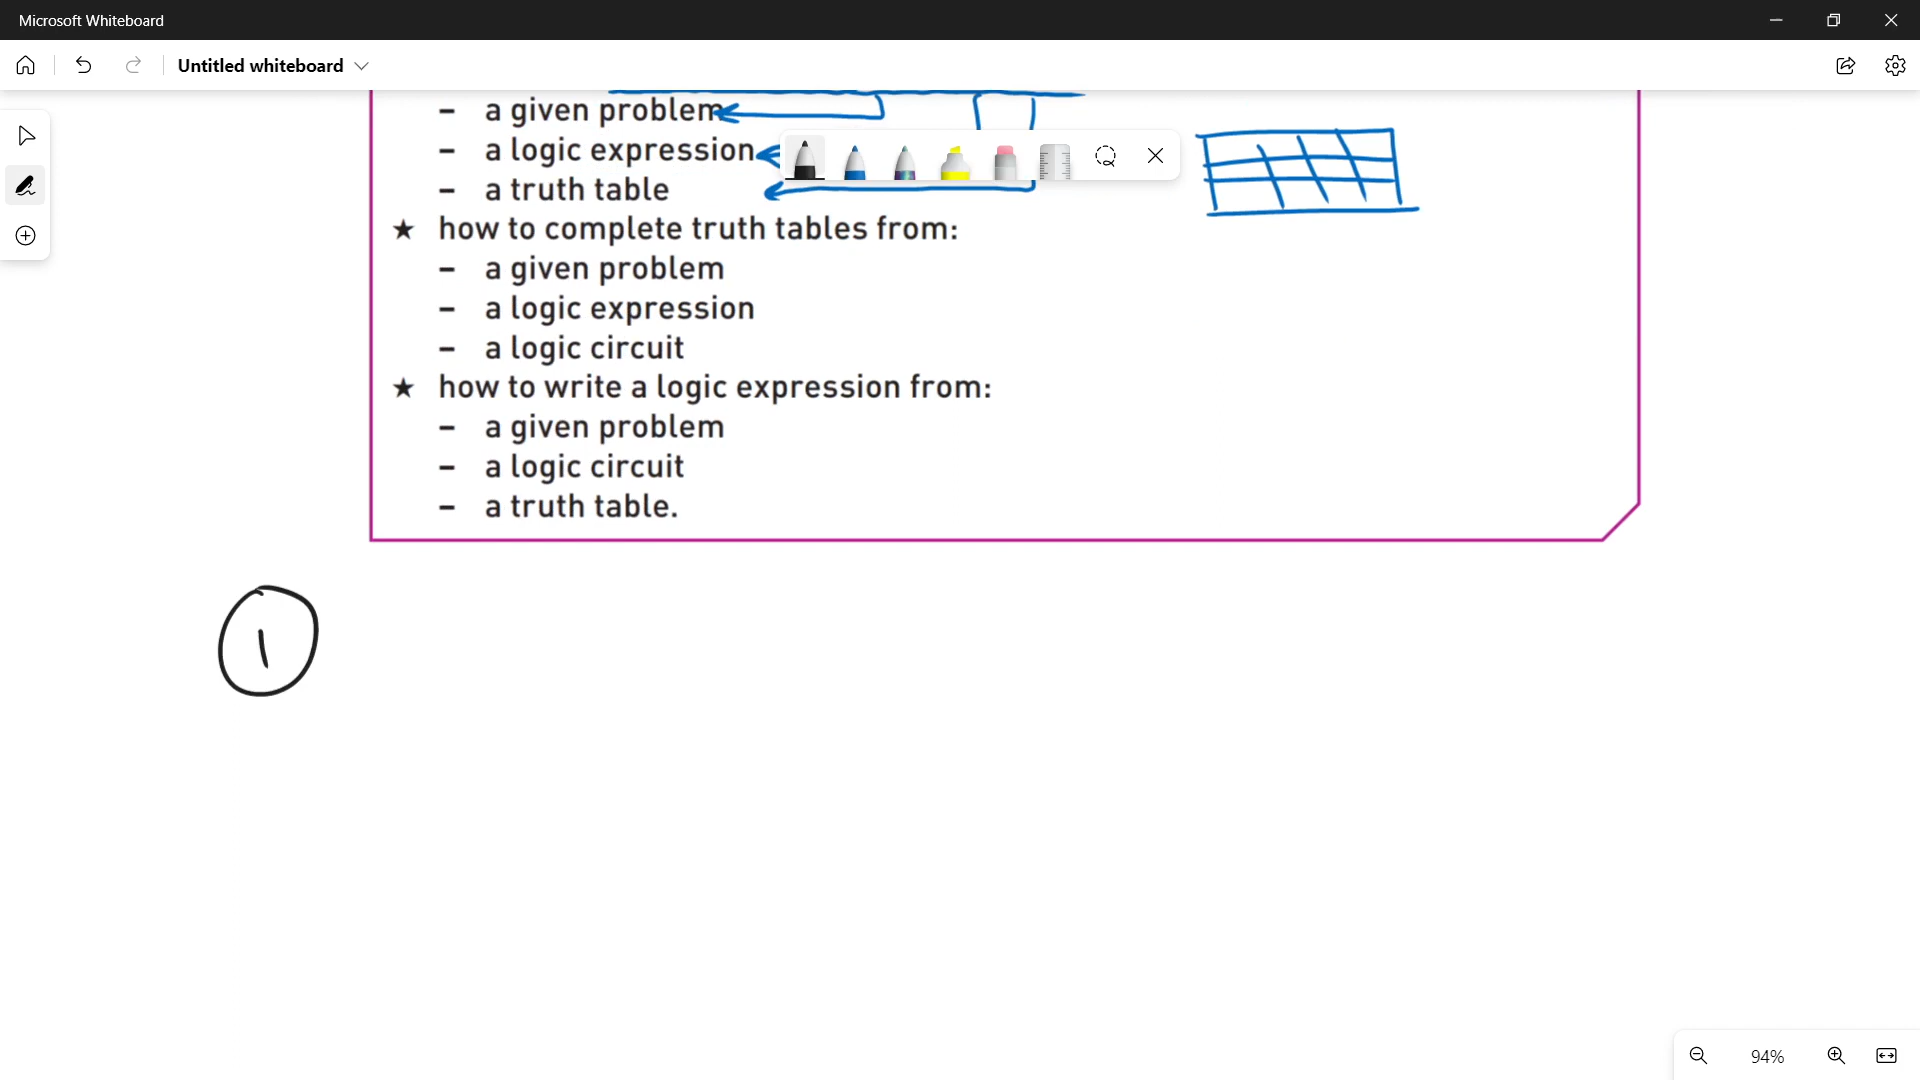 Microsoft Whiteboard
Untitled whiteboard
– a given problem
– a logic expression
– a truth table
★ how to complete truth tables from:
– a given problem
– a logic expression
– a logic circuit
★ how to write a logic expression from:
– a given problem
– a logic circuit
– a truth table.
1
94%